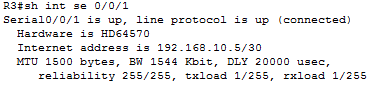 R3#sh int se 0/0/1
Serial0/0/1 is up, line protocol is up (connected)
  Hardware is HD64570
  Internet address is 192.168.10.5/30
  MTU 1500 bytes, BW 1544 Kbit, DLY 20000 usec,
     reliability 255/255, txload 1/255, rxload 1/255